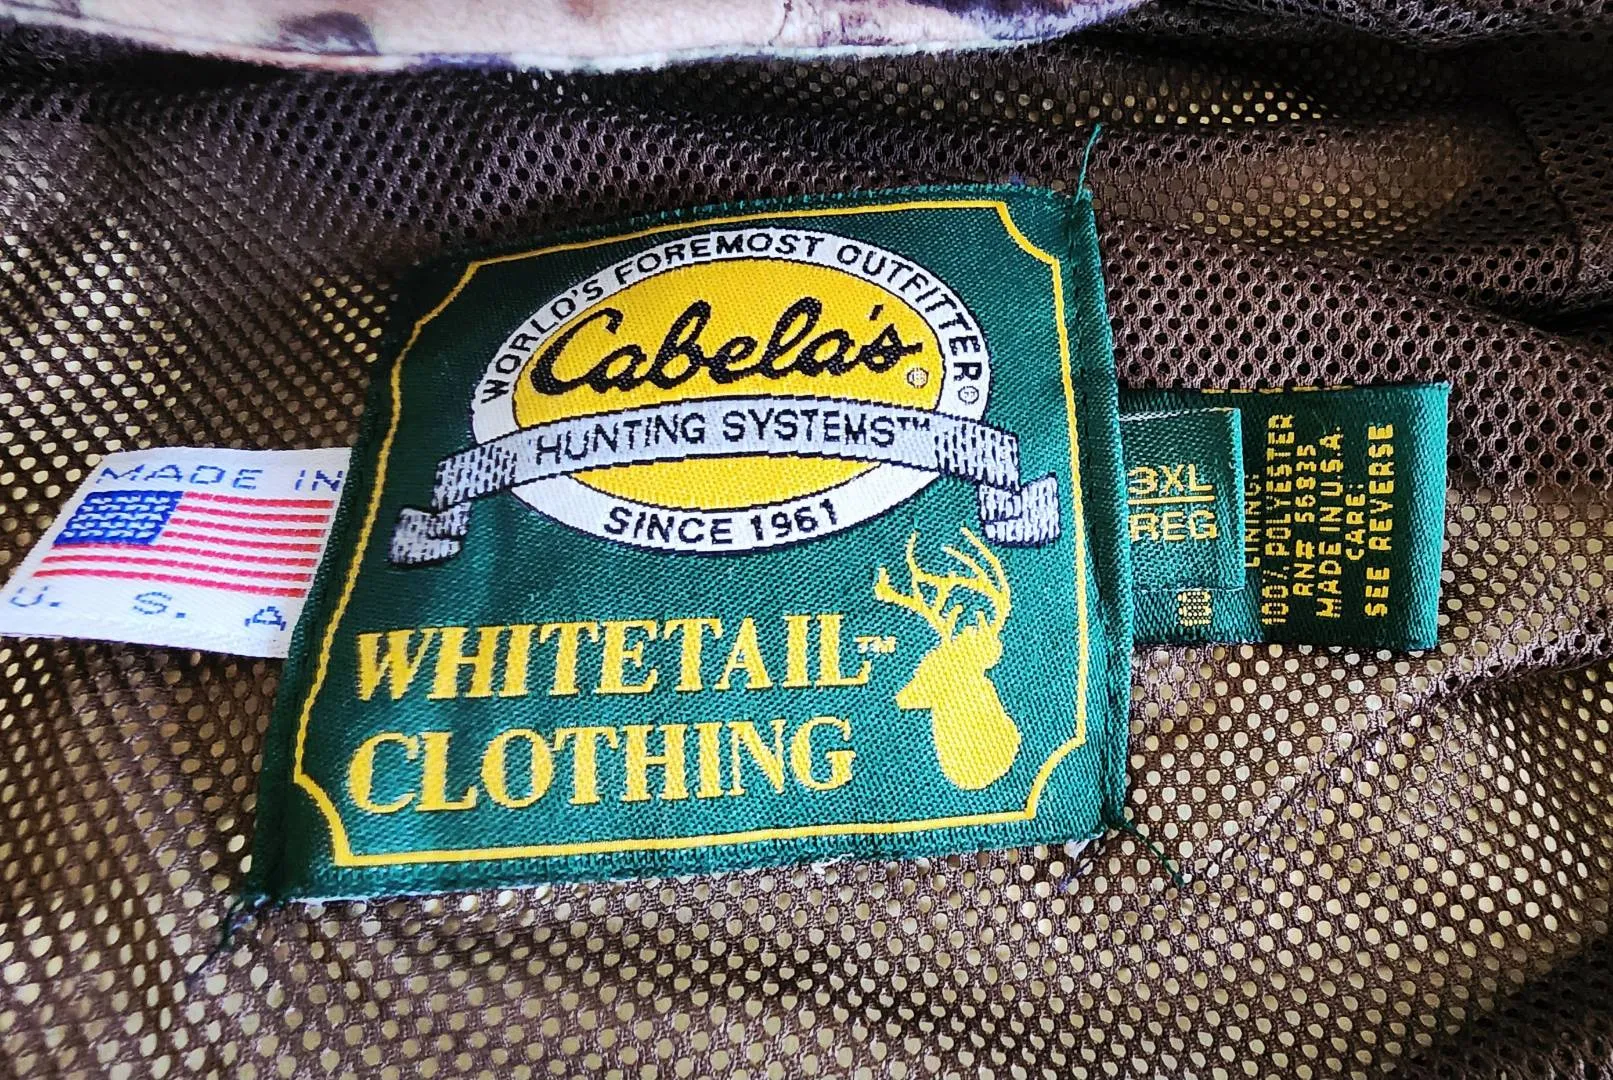 WORLD'S FOREMOST OUTFITTER®
Cabela's®
HUNTING SYSTEMS™
SINCE 1961
WHITETAIL™
CLOTHING
MADE IN
U. S. A
3XL
REG
LINING:
100% POLYESTER
RN# 55835
MADE IN U.S.A.
CARE:
SEE REVERSE